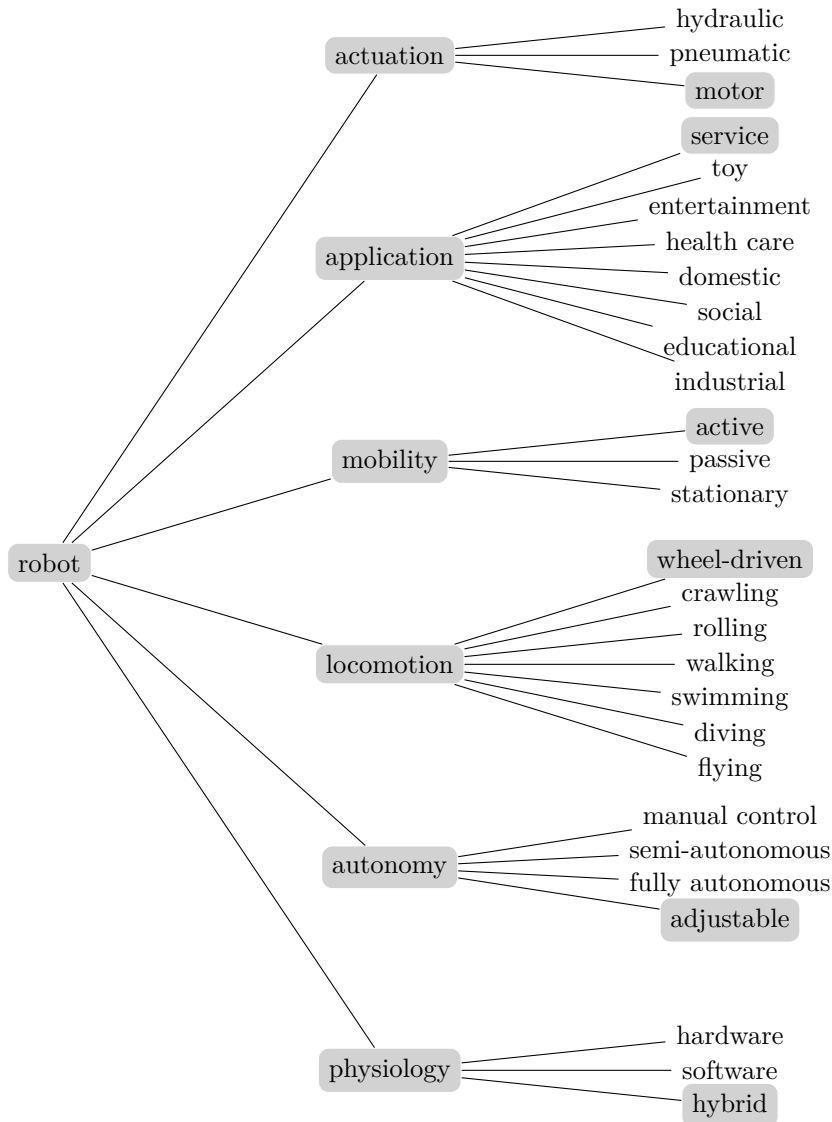 hydraulic
actuation
pneumatic
motor
service
toy
entertainment
application
health care
domestic
social
educational
industrial
active
mobility
passive
stationary
robot
wheel-driven
crawling
rolling
locomotion
walking
swimming
diving
flying
manual control
semi-autonomous
autonomy
fully autonomous
adjustable
hardware
physiology
software
hybrid